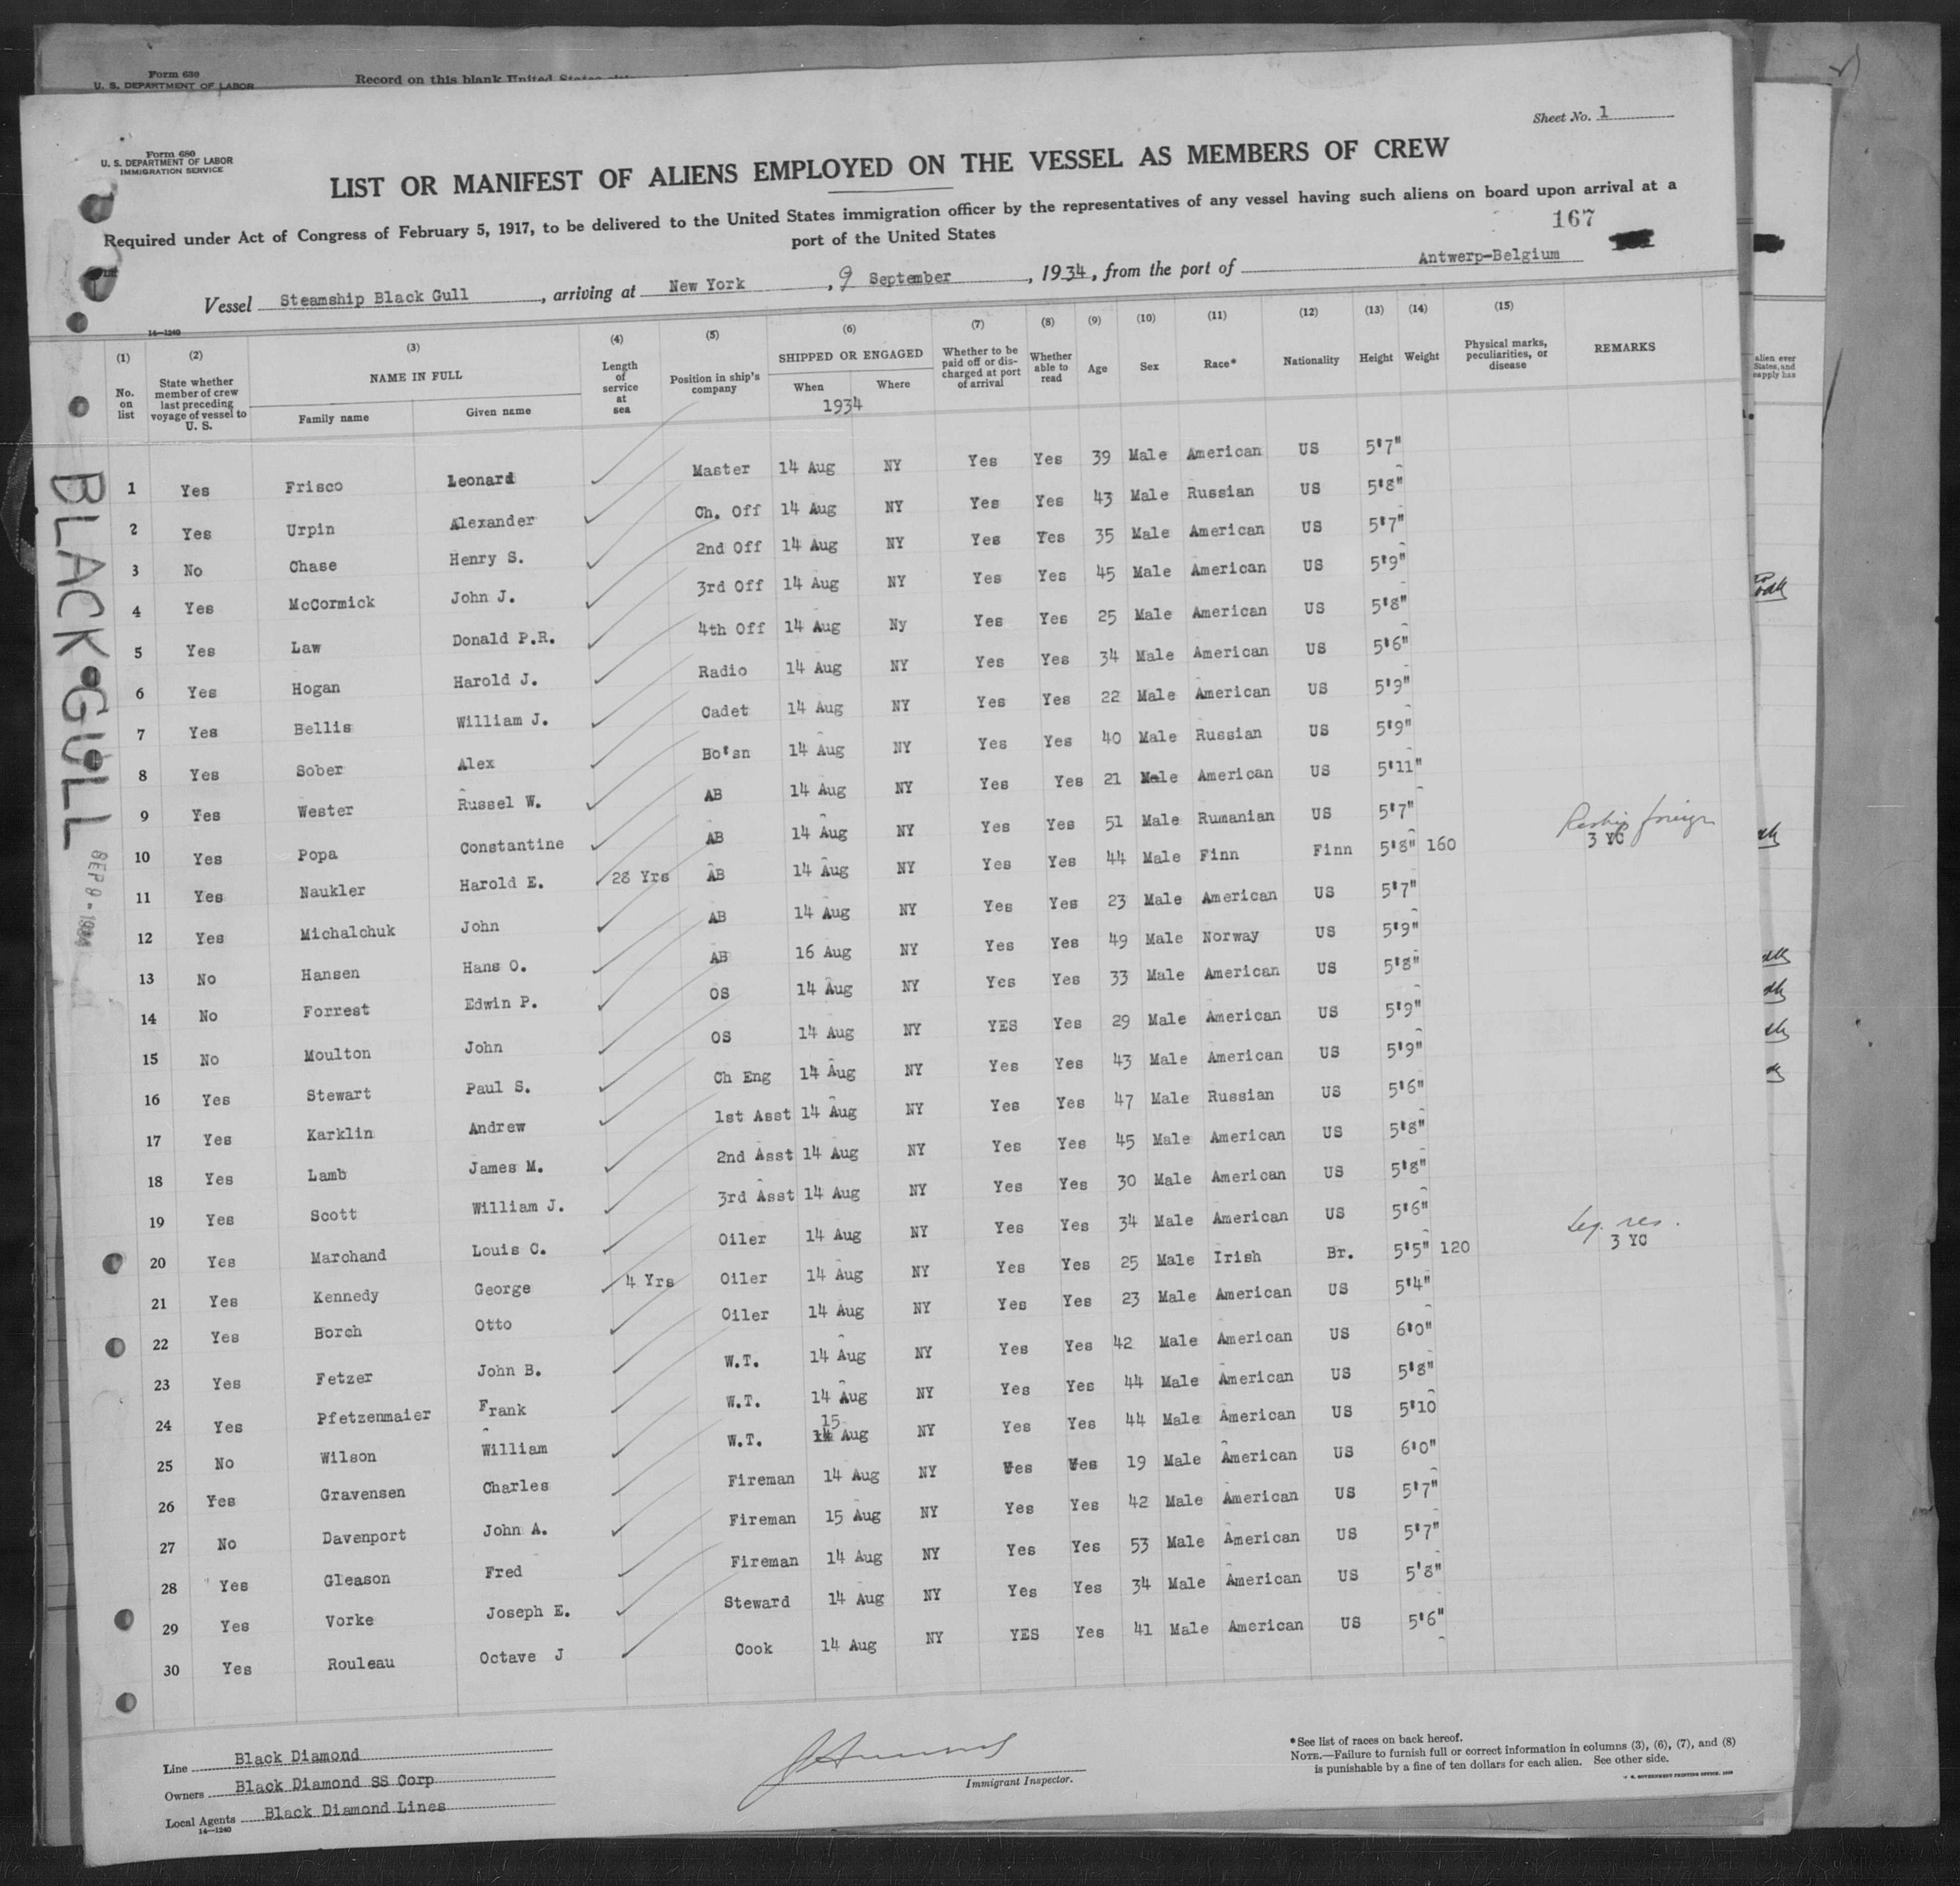 Form 630
U. S. DEPARTMENT OF LABOR
Record on this blank United States
Sheet No. 1
Form 680
U. S. DEPARTMENT OF LABOR
IMMIGRATION SERVICE
LIST OR MANIFEST OF ALIENS EMPLOYED ON THE VESSEL AS MEMBERS OF CREW
Required under Act of Congress of February 5, 1917, to be delivered to the United States immigration officer by the representatives of any vessel having such aliens on board upon arrival at a
port of the United States
167
Vessel Steamship Black Gull, arriving at New York, 9 September, 1934, from the port of Antwerp-Belgium
14—1240
(1) (2) (3) (4) (5) (6) (7) (8) (9) (10) (11) (12) (13) (14) (15)
No. on list
State whether member of crew last preceding voyage of vessel to U. S.
NAME IN FULL
Family name Given name
Length of service at sea
Position in ship's company
SHIPPED OR ENGAGED
When Where
1934
Whether to be paid off or discharged at port of arrival
Whether able to read
Age Sex Race* Nationality Height Weight
Physical marks, peculiarities, or disease
REMARKS
1 Yes Frisco Leonard Master 14 Aug NY Yes Yes 39 Male American US 5'7"
2 Yes Urpin Alexander Ch. Off 14 Aug NY Yes Yes 43 Male Russian US 5'8"
3 No Chase Henry S. 2nd Off 14 Aug NY Yes Yes 35 Male American US 5'7"
4 Yes McCormick John J. 3rd Off 14 Aug NY Yes Yes 45 Male American US 5'9"
5 Yes Law Donald P.R. 4th Off 14 Aug Ny Yes Yes 25 Male American US 5'8"
6 Yes Hogan Harold J. Radio 14 Aug NY Yes Yes 34 Male American US 5'6"
7 Yes Bellis William J. Cadet 14 Aug NY Yes Yes 22 Male American US 5'9"
8 Yes Sober Alex Bo'sn 14 Aug NY Yes Yes 40 Male Russian US 5'9"
9 Yes Wester Russel W. AB 14 Aug NY Yes Yes 21 Male American US 5'11"
10 Yes Popa Constantine AB 14 Aug NY Yes Yes 51 Male Rumanian US 5'7"
11 Yes Naukler Harold E. 28 Yrs AB 14 Aug NY Yes Yes 44 Male Finn Finn 5'8" 160 Reship foreign 3 YC
12 Yes Michalchuk John AB 14 Aug NY Yes Yes 23 Male American US 5'7"
13 No Hansen Hans O. AB 16 Aug NY Yes Yes 49 Male Norway US 5'9"
14 No Forrest Edwin P. OS 14 Aug NY Yes Yes 33 Male American US 5'8"
15 No Moulton John OS 14 Aug NY YES Yes 29 Male American US 5'9"
16 Yes Stewart Paul S. Ch Eng 14 Aug NY Yes Yes 43 Male American US 5'9"
17 Yes Karklin Andrew 1st Asst 14 Aug NY Yes Yes 47 Male Russian US 5'6"
18 Yes Lamb James M. 2nd Asst 14 Aug NY Yes Yes 45 Male American US 5'8"
19 Yes Scott William J. 3rd Asst 14 Aug NY Yes Yes 30 Male American US 5'8"
20 Yes Marchand Louis C. Oiler 14 Aug NY Yes Yes 34 Male American US 5'6"
21 Yes Kennedy George 4 Yrs Oiler 14 Aug NY Yes Yes 25 Male Irish Br. 5'5" 120 Leg. res. 3 YC
22 Yes Borch Otto Oiler 14 Aug NY Yes Yes 23 Male American US 5'4"
23 Yes Fetzer John B. W.T. 14 Aug NY Yes Yes 42 Male American US 6'0"
24 Yes Pfetzenmaier Frank W.T. 14 Aug NY Yes Yes 44 Male American US 5'8"
25 No Wilson William W.T. 15 Aug NY Yes Yes 44 Male American US 5'10
26 Yes Gravensen Charles Fireman 14 Aug NY Yes Yes 19 Male American US 6'0"
27 No Davenport John A. Fireman 15 Aug NY Yes Yes 42 Male American US 5'7"
28 Yes Gleason Fred Fireman 14 Aug NY Yes Yes 53 Male American US 5'7"
29 Yes Vorke Joseph E. Steward 14 Aug NY Yes Yes 34 Male American US 5'8"
30 Yes Rouleau Octave J Cook 14 Aug NY YES Yes 41 Male American US 5'6"
BLACK GULL
SEP 8 - 1934
Line Black Diamond
Owners Black Diamond SS Corp
Local Agents Black Diamond Lines
14—1240
Immigrant Inspector.
*See list of races on back hereof.
NOTE.—Failure to furnish full or correct information in columns (3), (6), (7), and (8)
is punishable by a fine of ten dollars for each alien. See other side.
alien ever
States, and
apply has